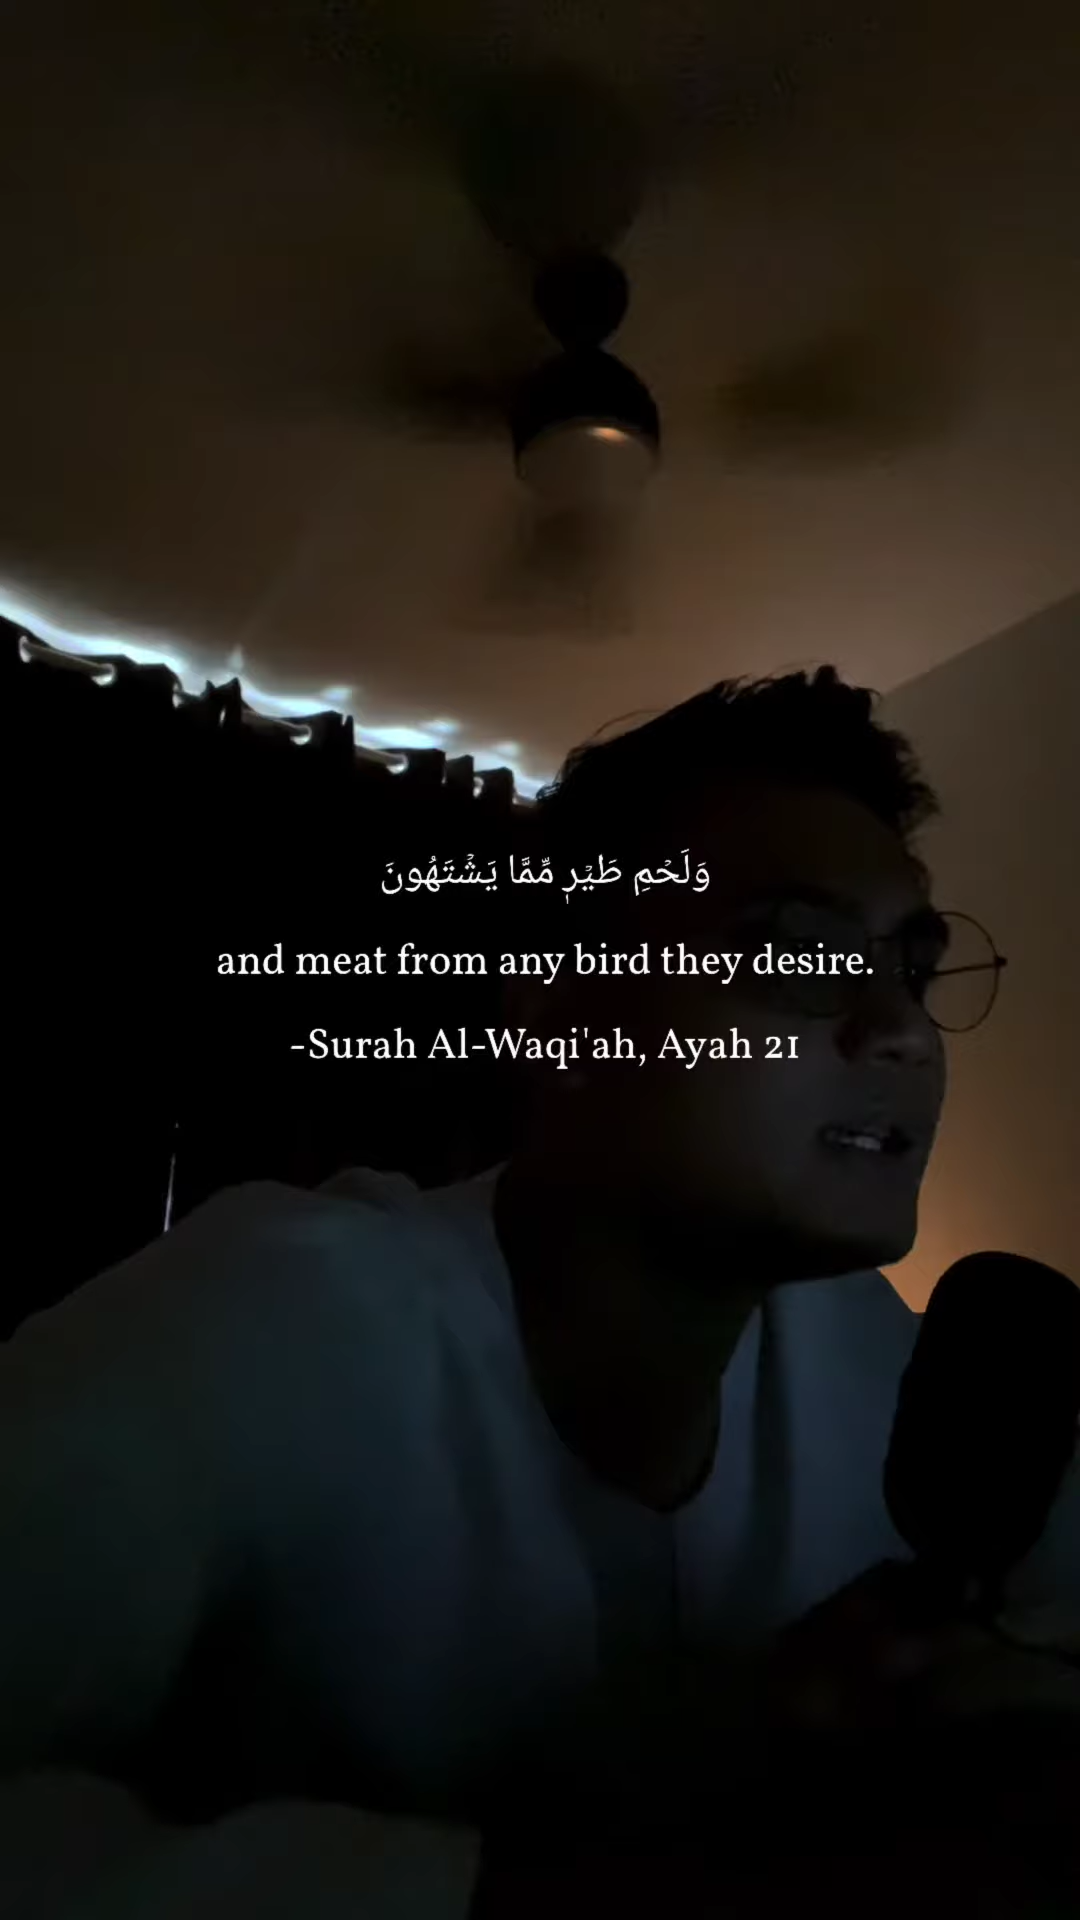 وَلَحْمِ طَيْرٍ مِّمَّا يَشْتَهُونَ
and meat from any bird they desire.
-Surah Al-Waqi'ah, Ayah 21